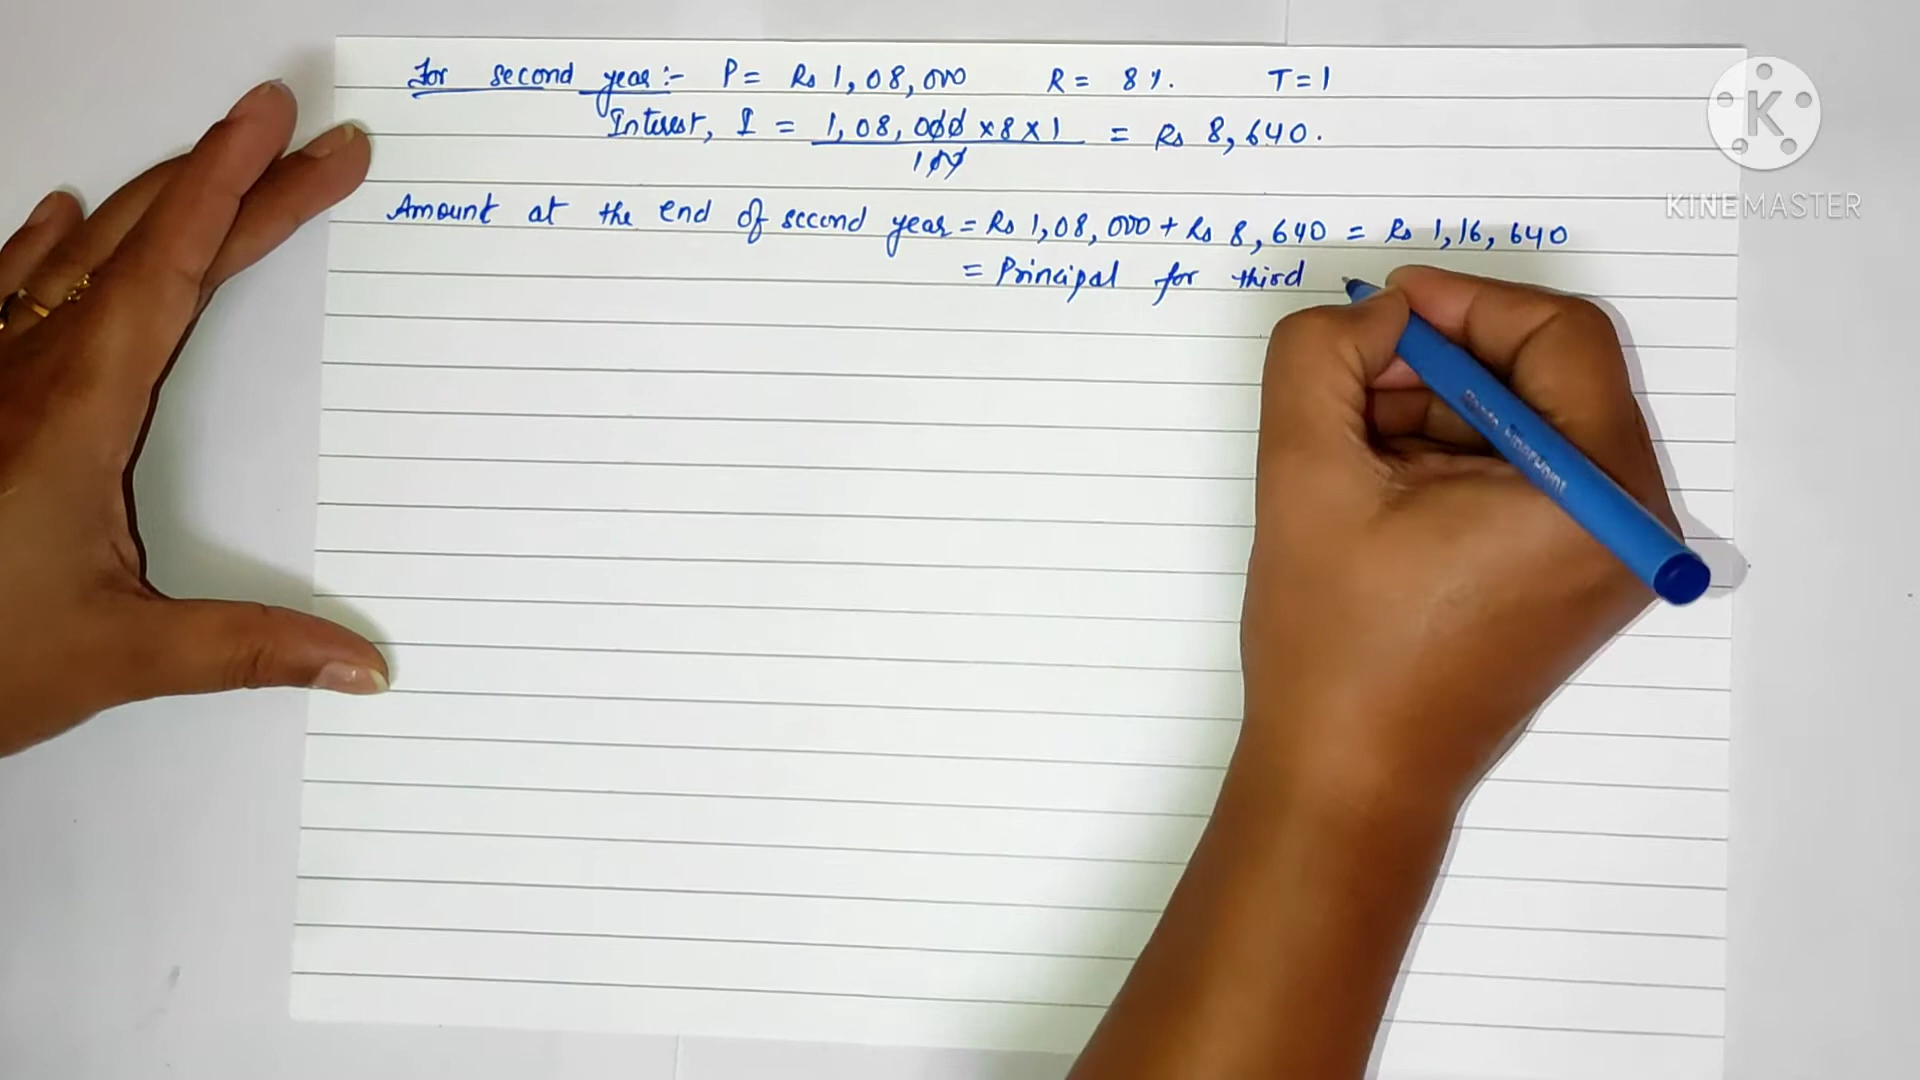 For second year :- P = Rs 1,08,000 R = 8%. T = 1
Interest, I = 1,08,000 × 8 × 1 = Rs 8,640.
100
Amount at the end of second year = Rs 1,08,000 + Rs 8,640 = Rs 1,16,640
= Principal for third
K
KINEMASTER